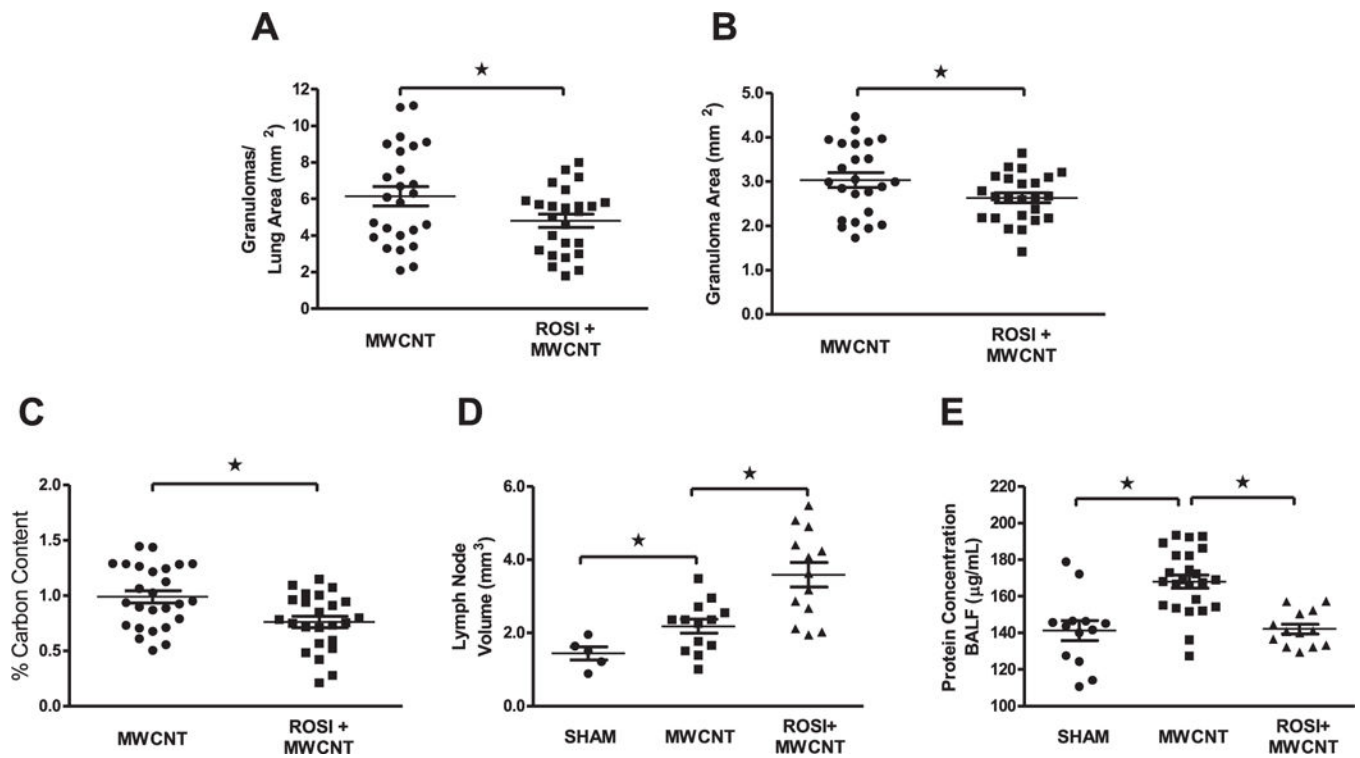 A
Granulomas/
Lung Area (mm 2)
12
10
8
6
4
2
0
★
MWCNT
ROSI +
MWCNT
B
Granuloma Area (mm2)
5.0
4.0
3.0
2.0
1.0
0.0
★
MWCNT
ROSI +
MWCNT
C
% Carbon Content
2.0
1.5
1.0
0.5
0.0
★
MWCNT
ROSI +
MWCNT
D
Lymph Node
Volume (mm3)
6.0
4.0
2.0
0.0
★
★
SHAM
MWCNT
ROSI+
MWCNT
E
Protein Concentration
BALF (µg/mL)
220
200
180
160
140
120
100
★
★
SHAM
MWCNT
ROSI+
MWCNT